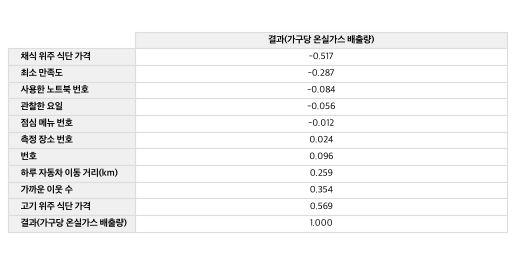 결과(가구당 온실가스 배출량)
채식 위주 식단 가격 -0.517
최소 만족도 -0.287
사용한 노트북 번호 -0.084
관찰한 요일 -0.056
점심 메뉴 번호 -0.012
측정 장소 번호 0.024
번호 0.096
하루 자동차 이동 거리(km) 0.259
가까운 이웃 수 0.354
고기 위주 식단 가격 0.569
결과(가구당 온실가스 배출량) 1.000